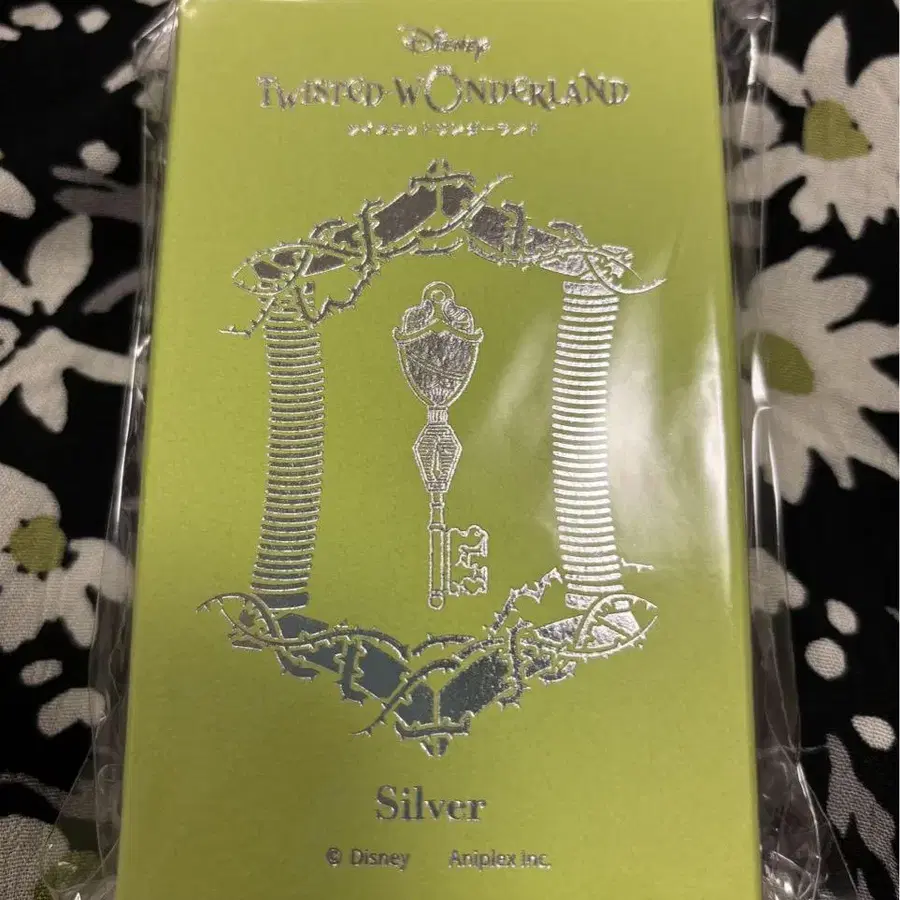 Disney
TWISTED WONDERLAND
ツイステッドワンダーランド
Silver
© Disney Aniplex Inc.